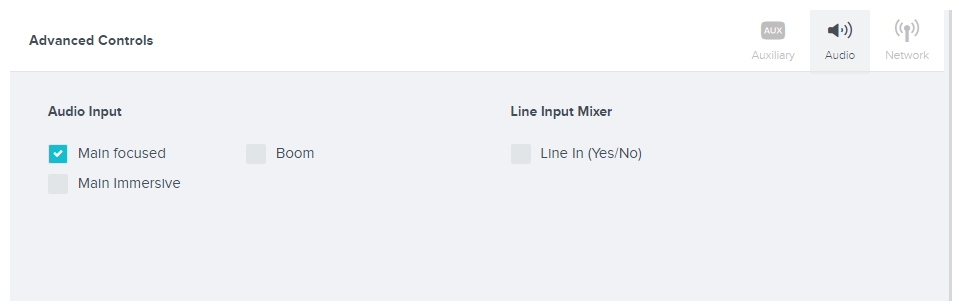 Advanced Controls
AUX
Auxiliary
Audio
Network
Audio Input
Line Input Mixer
Main focused
Boom
Line In (Yes/No)
Main Immersive